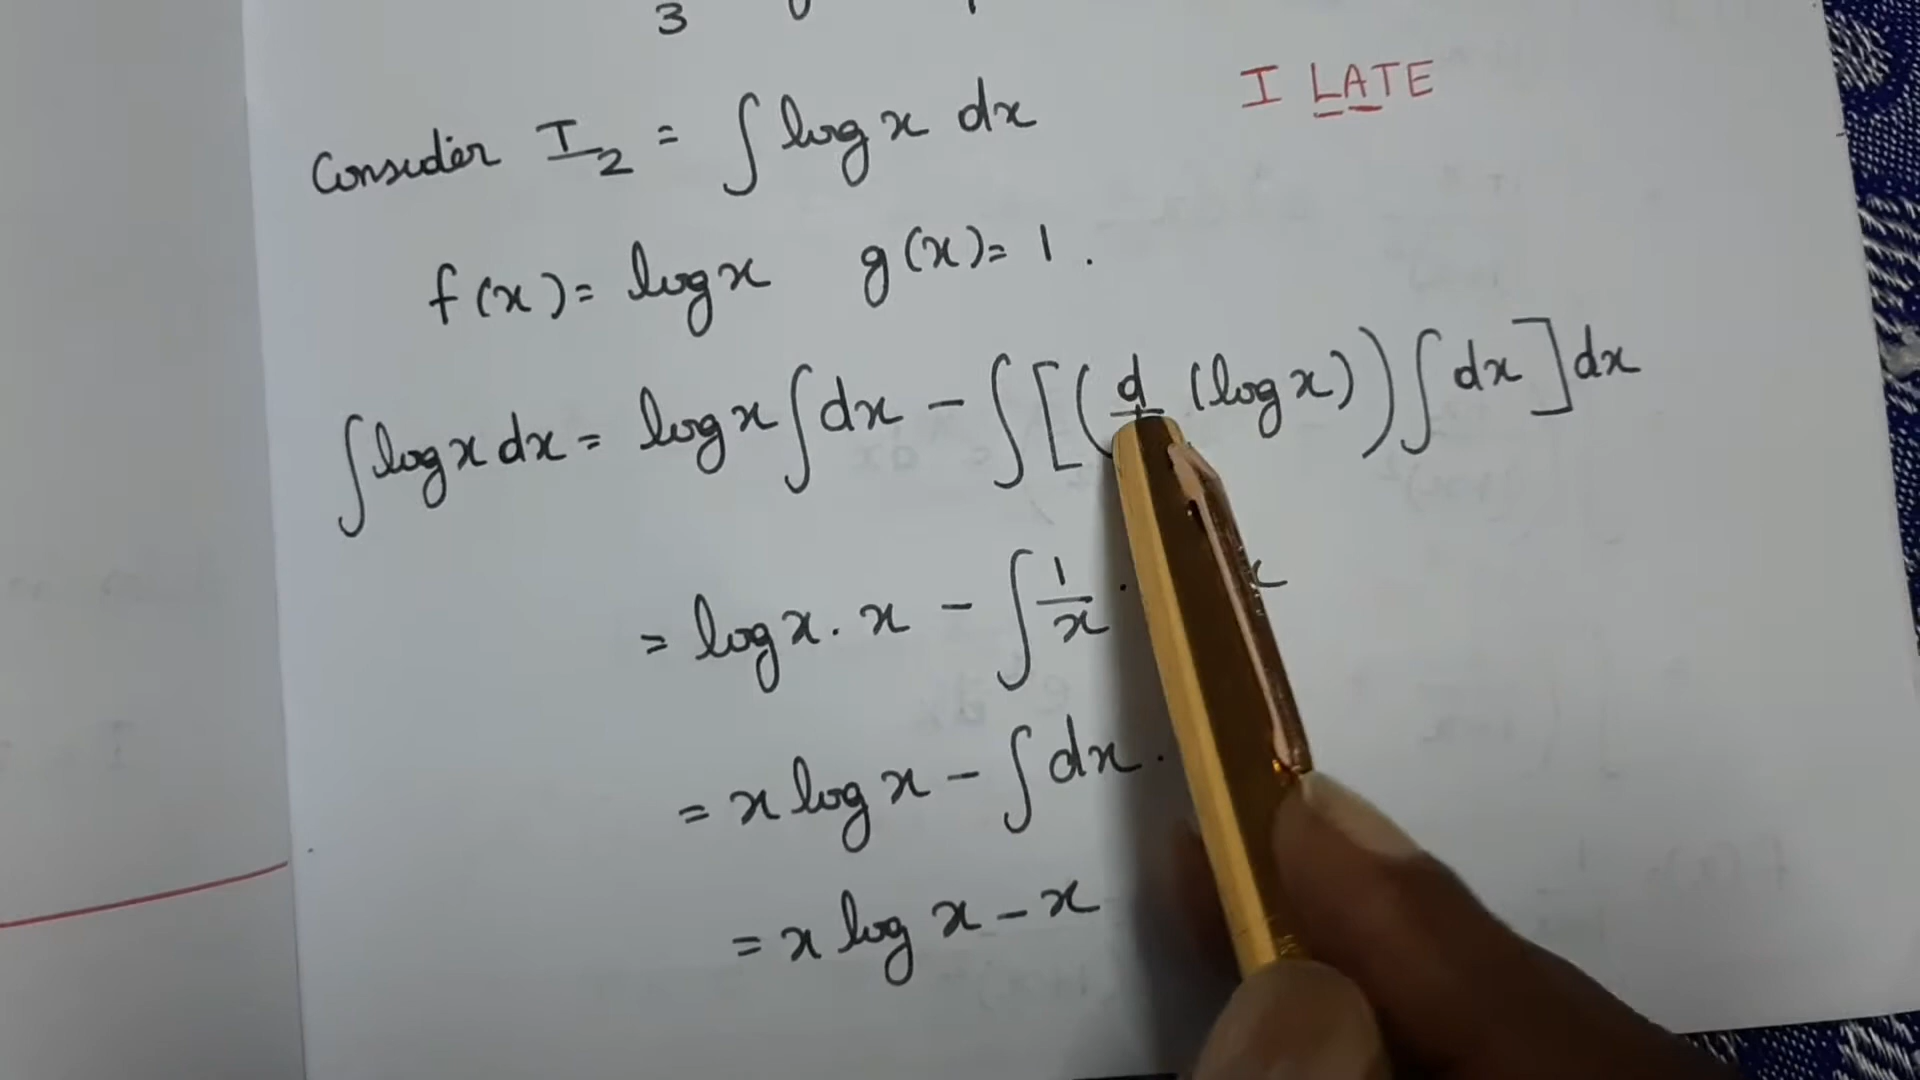 3
I LATE
Consider I₂ = ∫ log x dx
f(x) = log x g(x) = 1 .
∫ log x dx = log x ∫ dx - ∫ [ ( d (log x) ) ∫ dx ] dx
= log x . x - ∫ 1/x .
= x log x - ∫ dx .
= x log x - x